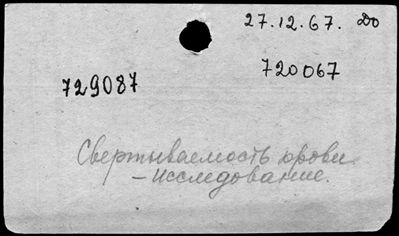 27.12.67. До
720067
729087
Свертываемость крови
– исследование.